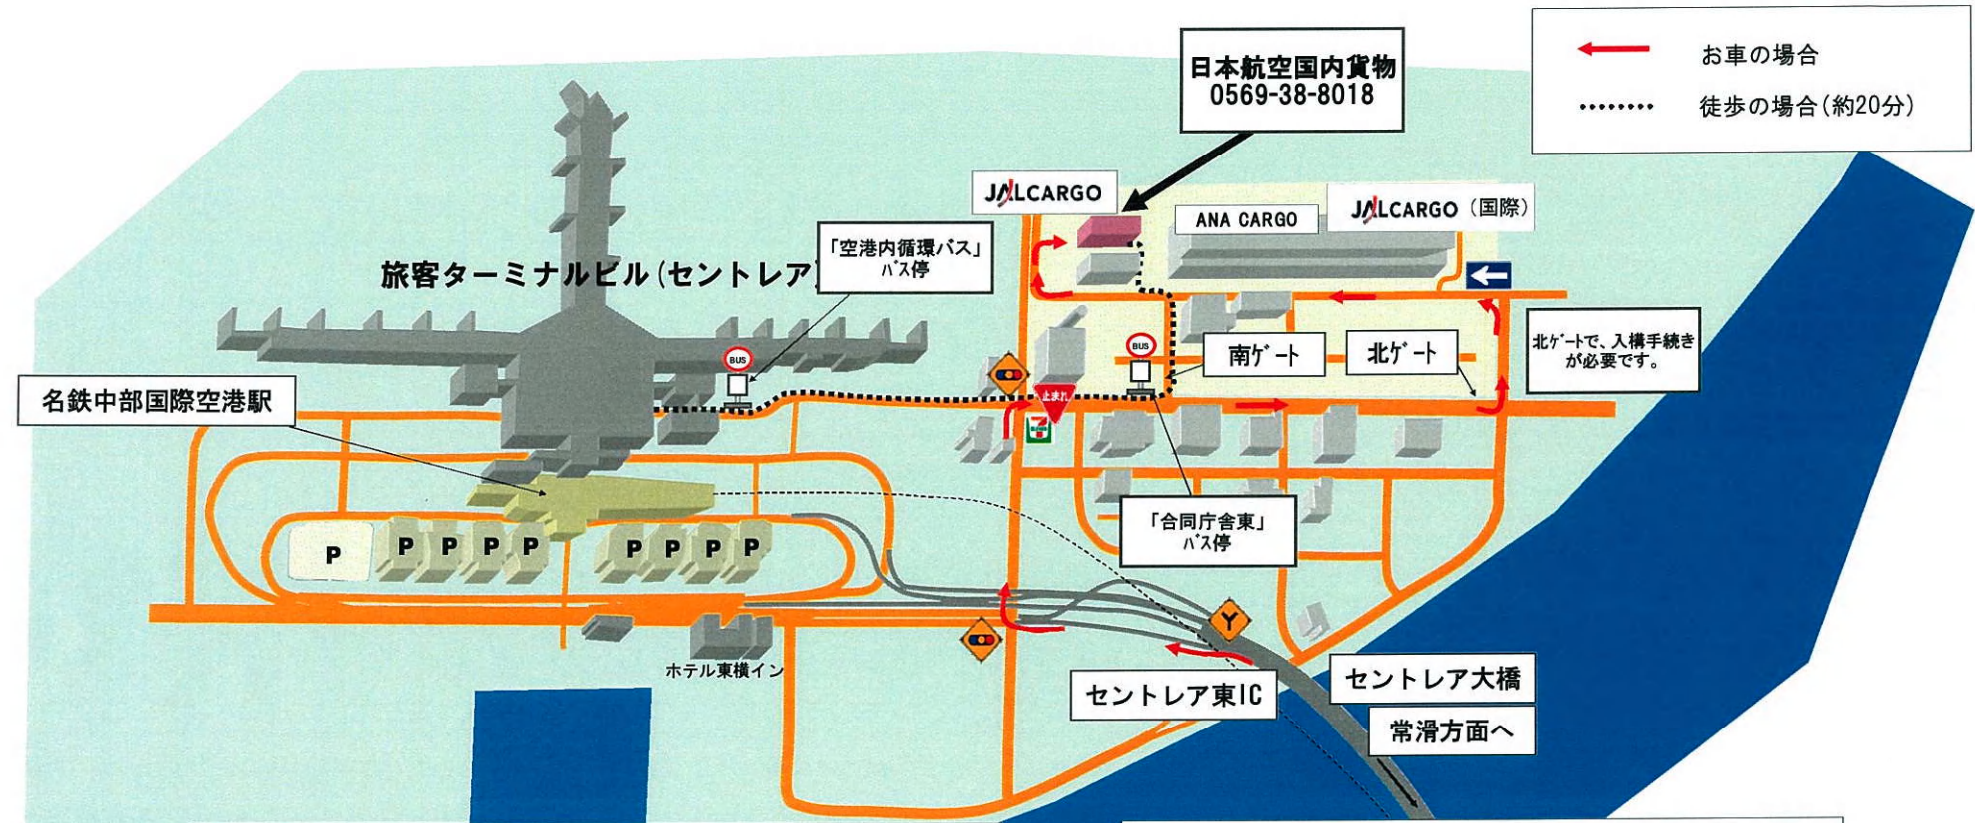 日本航空国内貨物
0569-38-8018
お車の場合
徒歩の場合(約20分)
JALCARGO
ANA CARGO
JALCARGO (国際)
「空港内循環バス」
バス停
旅客ターミナルビル(セントレア)
BUS
BUS
南ゲート
北ゲート
北ゲートで、入構手続き
が必要です。
名鉄中部国際空港駅
止まれ
7
「合同庁舎東」
バス停
P
P
P
P
P
P
P
P
P
ホテル東横イン
セントレア東IC
セントレア大橋
常滑方面へ